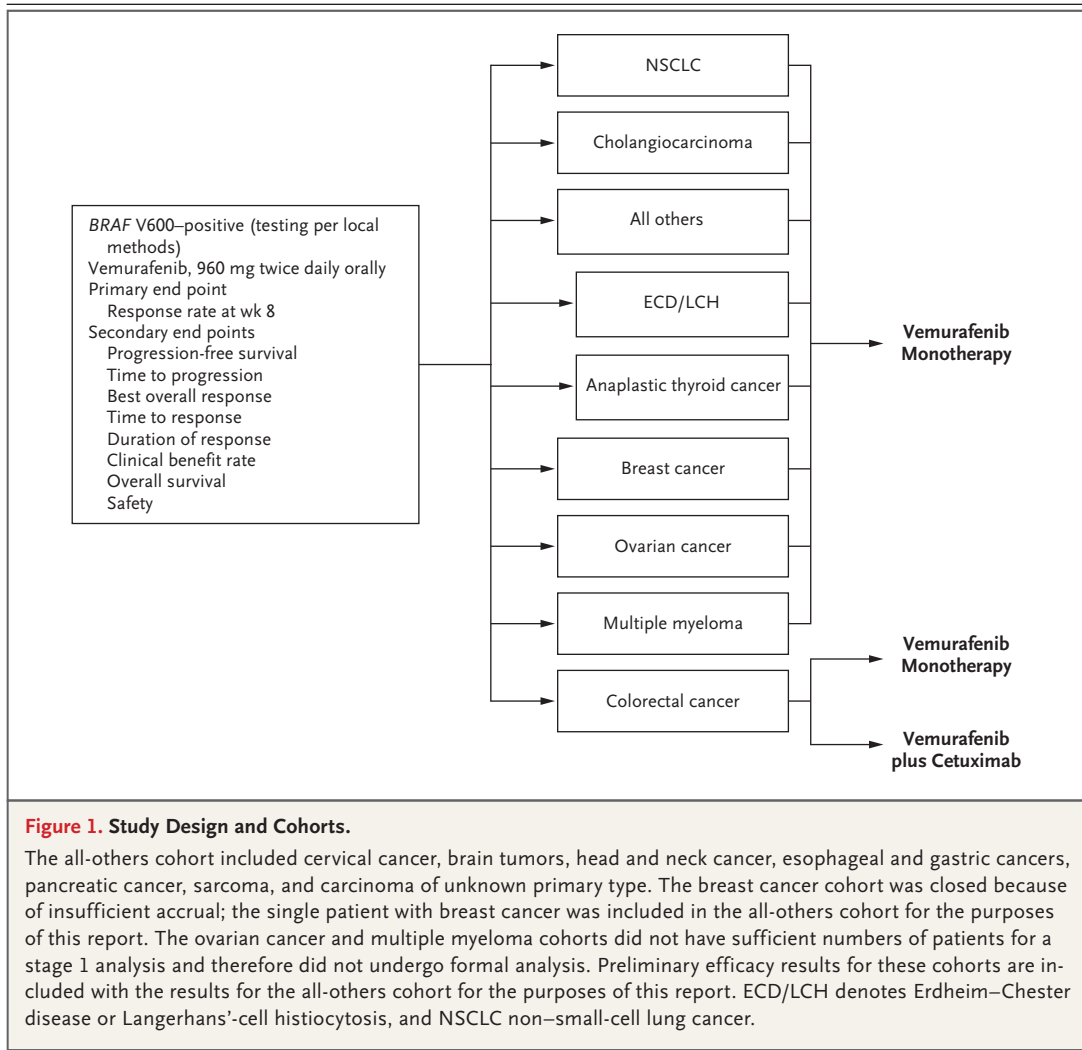 BRAF V600–positive (testing per local
methods)
Vemurafenib, 960 mg twice daily orally
Primary end point
Response rate at wk 8
Secondary end points
Progression-free survival
Time to progression
Best overall response
Time to response
Duration of response
Clinical benefit rate
Overall survival
Safety
NSCLC
Cholangiocarcinoma
All others
ECD/LCH
Anaplastic thyroid cancer
Breast cancer
Ovarian cancer
Multiple myeloma
Colorectal cancer
Vemurafenib
Monotherapy
Vemurafenib
Monotherapy
Vemurafenib
plus Cetuximab
Figure 1. Study Design and Cohorts.
The all-others cohort included cervical cancer, brain tumors, head and neck cancer, esophageal and gastric cancers,
pancreatic cancer, sarcoma, and carcinoma of unknown primary type. The breast cancer cohort was closed because
of insufficient accrual; the single patient with breast cancer was included in the all-others cohort for the purposes
of this report. The ovarian cancer and multiple myeloma cohorts did not have sufficient numbers of patients for a
stage 1 analysis and therefore did not undergo formal analysis. Preliminary efficacy results for these cohorts are in-
cluded with the results for the all-others cohort for the purposes of this report. ECD/LCH denotes Erdheim–Chester
disease or Langerhans'-cell histiocytosis, and NSCLC non–small-cell lung cancer.